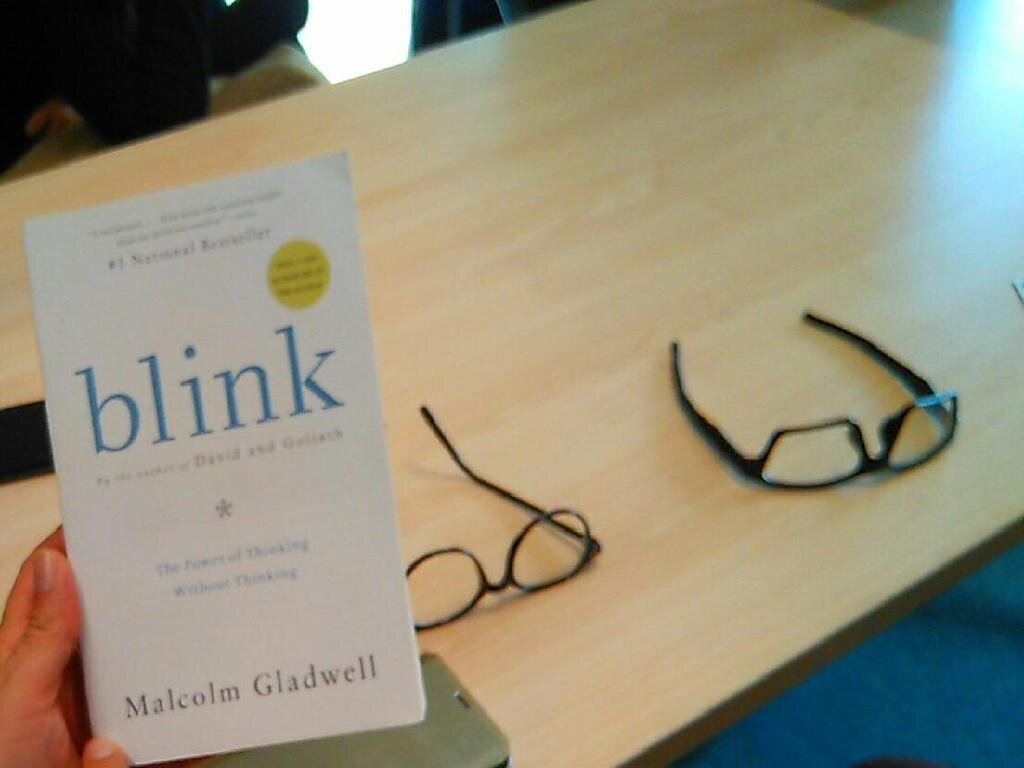 #1 National Bestseller
blink
By the author of David and Goliath
*
The Power of Thinking
Without Thinking
Malcolm Gladwell